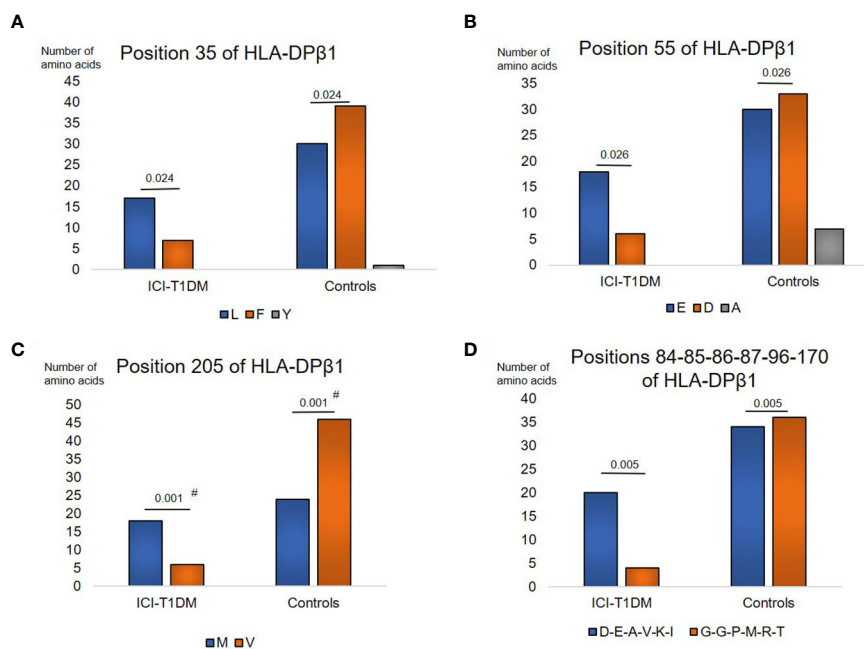 A
Number of
amino acids
Position 35 of HLA-DPβ1
45
40
35
30
25
20
15
10
5
0
0.024
0.024
ICI-T1DM
Controls
L F Y
B
Number of
amino acids
Position 55 of HLA-DPβ1
35
30
25
20
15
10
5
0
0.026
0.026
ICI-T1DM
Controls
E D A
C
Number of
amino acids
Position 205 of HLA-DPβ1
50
45
40
35
30
25
20
15
10
5
0
0.001 #
0.001 #
ICI-T1DM
Controls
M V
D
Number of
amino acids
Positions 84-85-86-87-96-170
of HLA-DPβ1
40
35
30
25
20
15
10
5
0
0.005
0.005
ICI-T1DM
Controls
D-E-A-V-K-I G-G-P-M-R-T